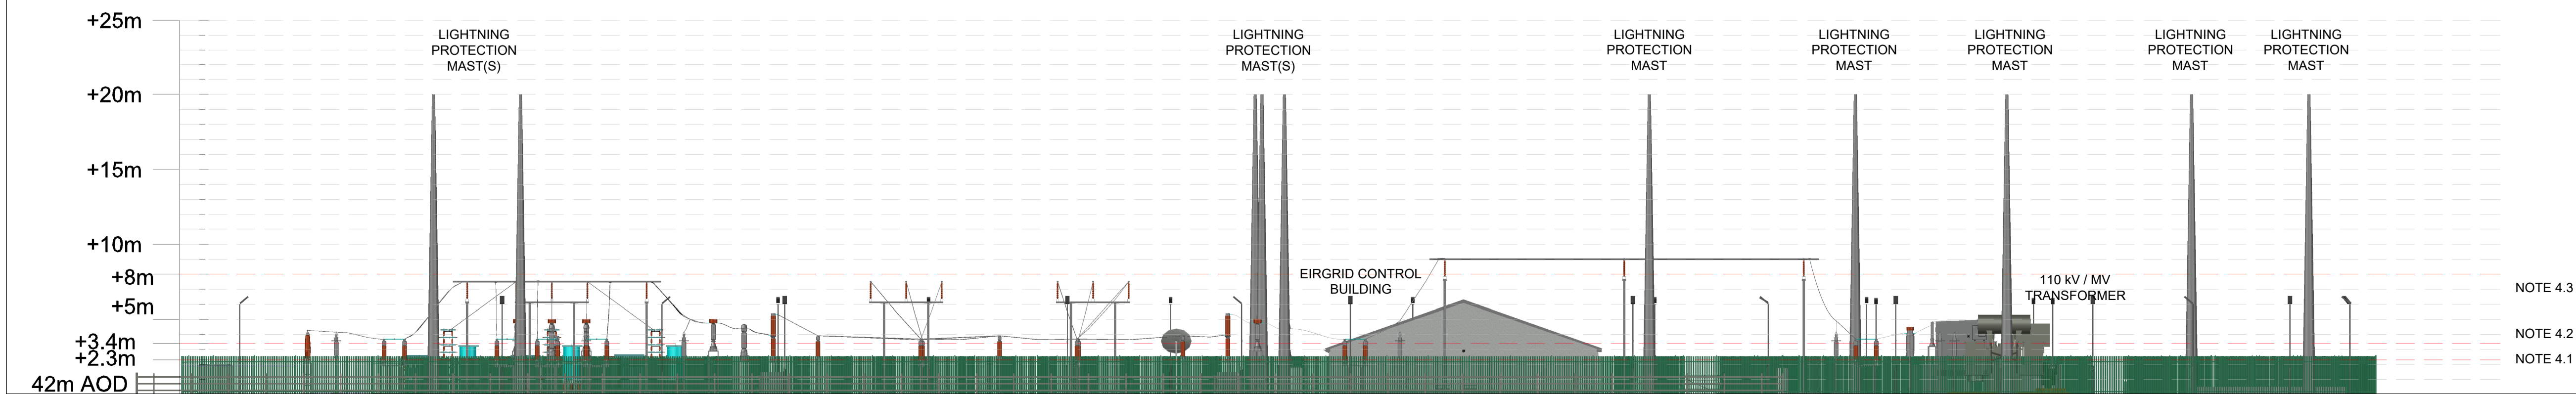 +25m
LIGHTNING
PROTECTION
MAST(S)
LIGHTNING
PROTECTION
MAST(S)
LIGHTNING
PROTECTION
MAST
LIGHTNING
PROTECTION
MAST
LIGHTNING
PROTECTION
MAST
LIGHTNING
PROTECTION
MAST
LIGHTNING
PROTECTION
MAST
+20m
+15m
+10m
+8m
EIRGRID CONTROL
BUILDING
110 kV / MV
TRANSFORMER
NOTE 4.3
+5m
+3.4m
NOTE 4.2
+2.3m
NOTE 4.1
42m AOD